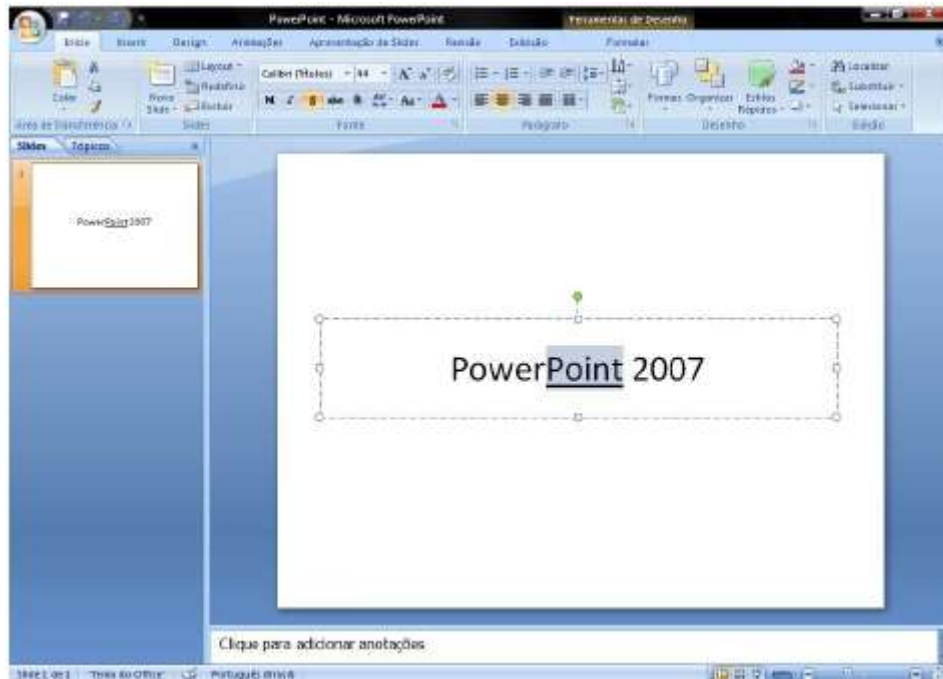 PowerPoint - Microsoft PowerPoint
Ferramentas de Desenho
Início Inserir Design Animações Apresentação de Slides Revisão Exibição Formatar
Layout
Calibri (Títulos) 44
Localizar
Colar
Redefinir
Substituir
Novo Slide
Excluir
N
Formas Organizar Estilos Rápidos
Selecionar
Área de Transferência Slides Fonte Parágrafo Desenho Edição
Slides Tópicos
1
PowerPoint 2007
PowerPoint 2007
Clique para adicionar anotações
Slide 1 de 1 Tema do Office Português (Brasil)